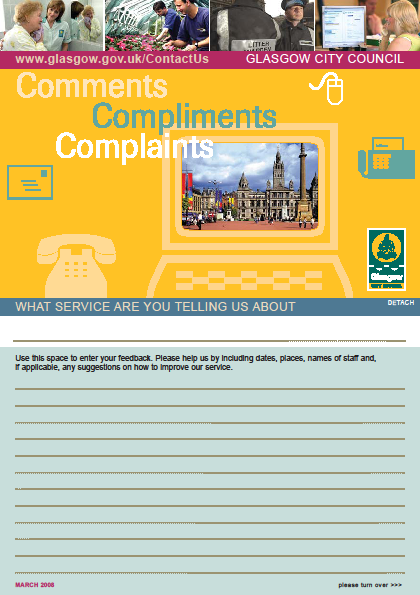 LITTER
www.glasgow.gov.uk/ContactUs
GLASGOW CITY COUNCIL
Comments
Compliments
Complaints
Glasgow
DETACH
WHAT SERVICE ARE YOU TELLING US ABOUT
Use this space to enter your feedback. Please help us by including dates, places, names of staff and,
if applicable, any suggestions on how to improve our service.
MARCH 2008
please turn over >>>